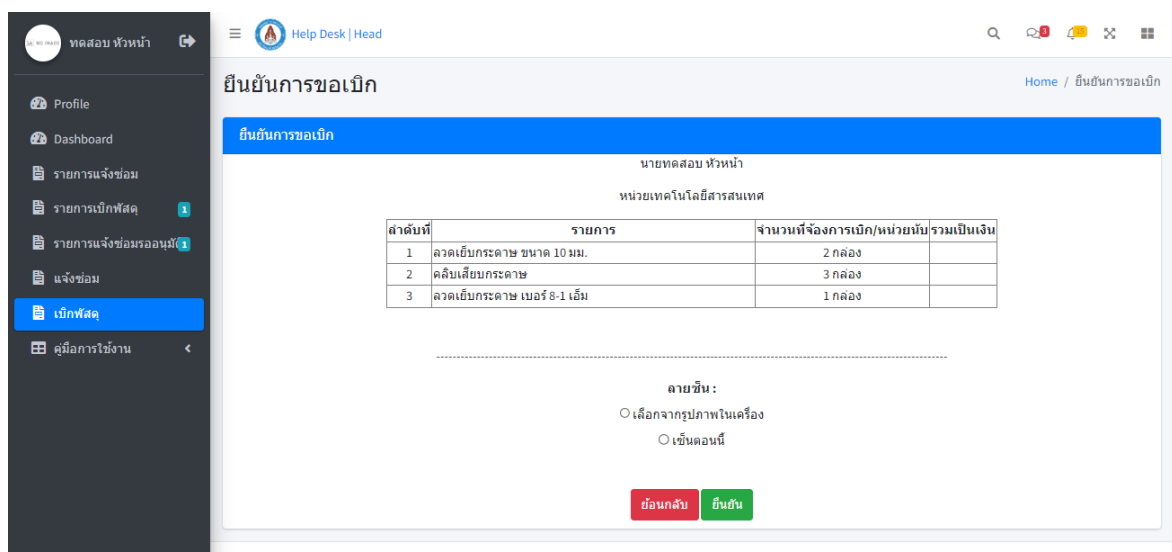 ทดสอบ หัวหน้า
Help Desk | Head
3
15
ยืนยันการขอเบิก
Home / ยืนยันการขอเบิก
Profile
Dashboard
รายการแจ้งซ่อม
รายการเบิกพัสดุ 1
รายการแจ้งซ่อมรออนุมัติ 1
แจ้งซ่อม
เบิกพัสดุ
คู่มือการใช้งาน
ยืนยันการขอเบิก
นายทดสอบ หัวหน้า
หน่วยเทคโนโลยีสารสนเทศ
ลำดับที่ รายการ จำนวนที่จ้องการเบิก/หน่วยนับ รวมเป็นเงิน
1 ลวดเย็บกระดาษ ขนาด 10 มม. 2 กล่อง
2 คลิบเสียบกระดาษ 3 กล่อง
3 ลวดเย็บกระดาษ เบอร์ 8-1 เอ็ม 1 กล่อง
ลายซ็น :
เลือกจากรูปภาพในเครื่อง
เซ็นตอนนี้
ย้อนกลับ ยืนยัน